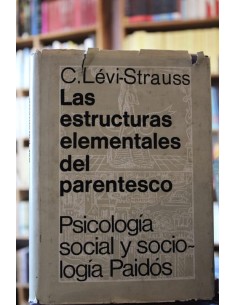 C. Lévi-Strauss
Las
estructuras
elementales
del
parentesco
Psicología
social y socio-
logía Paidós